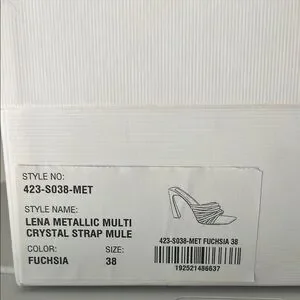 STYLE NO:
423-S038-MET
STYLE NAME:
LENA METALLIC MULTI
CRYSTAL STRAP MULE
COLOR: SIZE:
FUCHSIA 38
423-S038-MET FUCHSIA 38
192521486637